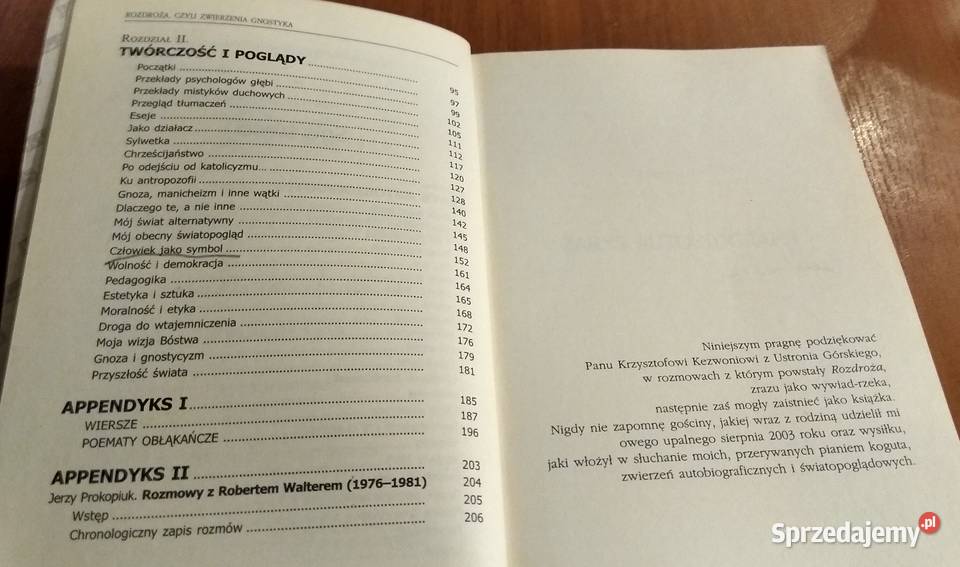 ROZDROŻA, CZYLI ZWIERZENIA GNOSTYKA
ROZDZIAŁ II.
TWÓRCZOŚĆ I POGLĄDY 95
Początki 97
Przekłady psychologów głębi 99
Przekłady mistyków duchowych 102
Przegląd tłumaczeń 105
Eseje 111
Jako działacz 112
Sylwetka 117
Chrześcijaństwo 120
Po odejściu od katolicyzmu... 127
Ku antropozofii 128
Gnoza, manicheizm i inne wątki 140
Dlaczego te, a nie inne 142
Mój świat alternatywny 145
Mój obecny światopogląd 148
Człowiek jako symbol 152
Wolność i demokracja 161
Pedagogika 164
Estetyka i sztuka 165
Moralność i etyka 168
Droga do wtajemniczenia 172
Moja wizja Bóstwa 176
Gnoza i gnostycyzm 179
Przyszłość świata 181
APPENDYKS I 185
WIERSZE 187
POEMATY OBŁĄKAŃCZE 196
APPENDYKS II 203
Jerzy Prokopiuk. Rozmowy z Robertem Walterem (1976–1981) 204
Wstęp 205
Chronologiczny zapis rozmów 206
Niniejszym pragnę podziękować
Panu Krzysztofowi Kezwoniowi z Ustronia Górskiego,
w rozmowach z którym powstały Rozdroża,
zrazu jako wywiad-rzeka,
następnie zaś mogły zaistnieć jako książka.
Nigdy nie zapomnę gościny, jakiej wraz z rodziną udzielił mi
owego upalnego sierpnia 2003 roku oraz wysiłku,
jaki włożył w słuchanie moich, przerywanych pianiem koguta,
zwierzeń autobiograficznych i światopoglądowych.
Sprzedajemy.pl